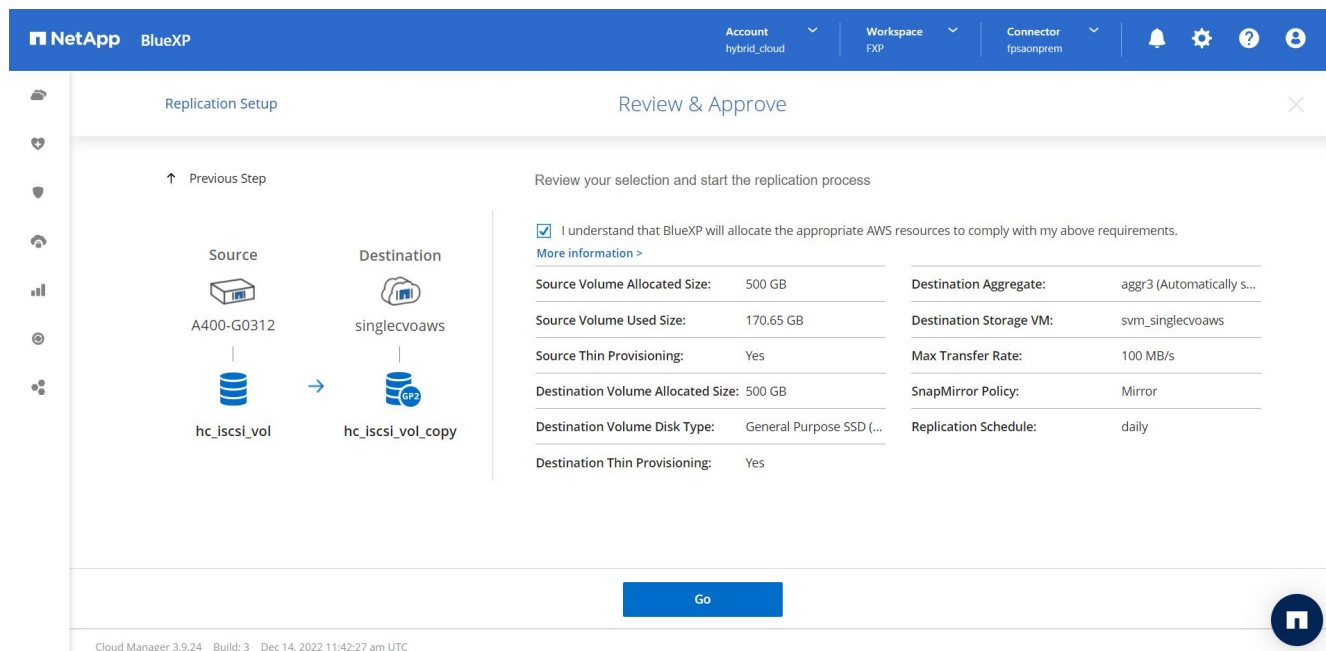 NetApp BlueXP
Account
hybrid_cloud
Workspace
FXP
Connector
fpsaonprem
Replication Setup
Review & Approve
Previous Step
Source
Destination
A400-G0312
singlecvoaws
GP2
hc_iscsi_vol
hc_iscsi_vol_copy
Review your selection and start the replication process
I understand that BlueXP will allocate the appropriate AWS resources to comply with my above requirements.
More information >
Source Volume Allocated Size: 500 GB
Source Volume Used Size: 170.65 GB
Source Thin Provisioning: Yes
Destination Volume Allocated Size: 500 GB
Destination Volume Disk Type: General Purpose SSD (...
Destination Thin Provisioning: Yes
Destination Aggregate: aggr3 (Automatically s...
Destination Storage VM: svm_singlecvoaws
Max Transfer Rate: 100 MB/s
SnapMirror Policy: Mirror
Replication Schedule: daily
Go
Cloud Manager 3.9.24 Build: 3 Dec 14, 2022 11:42:27 am UTC